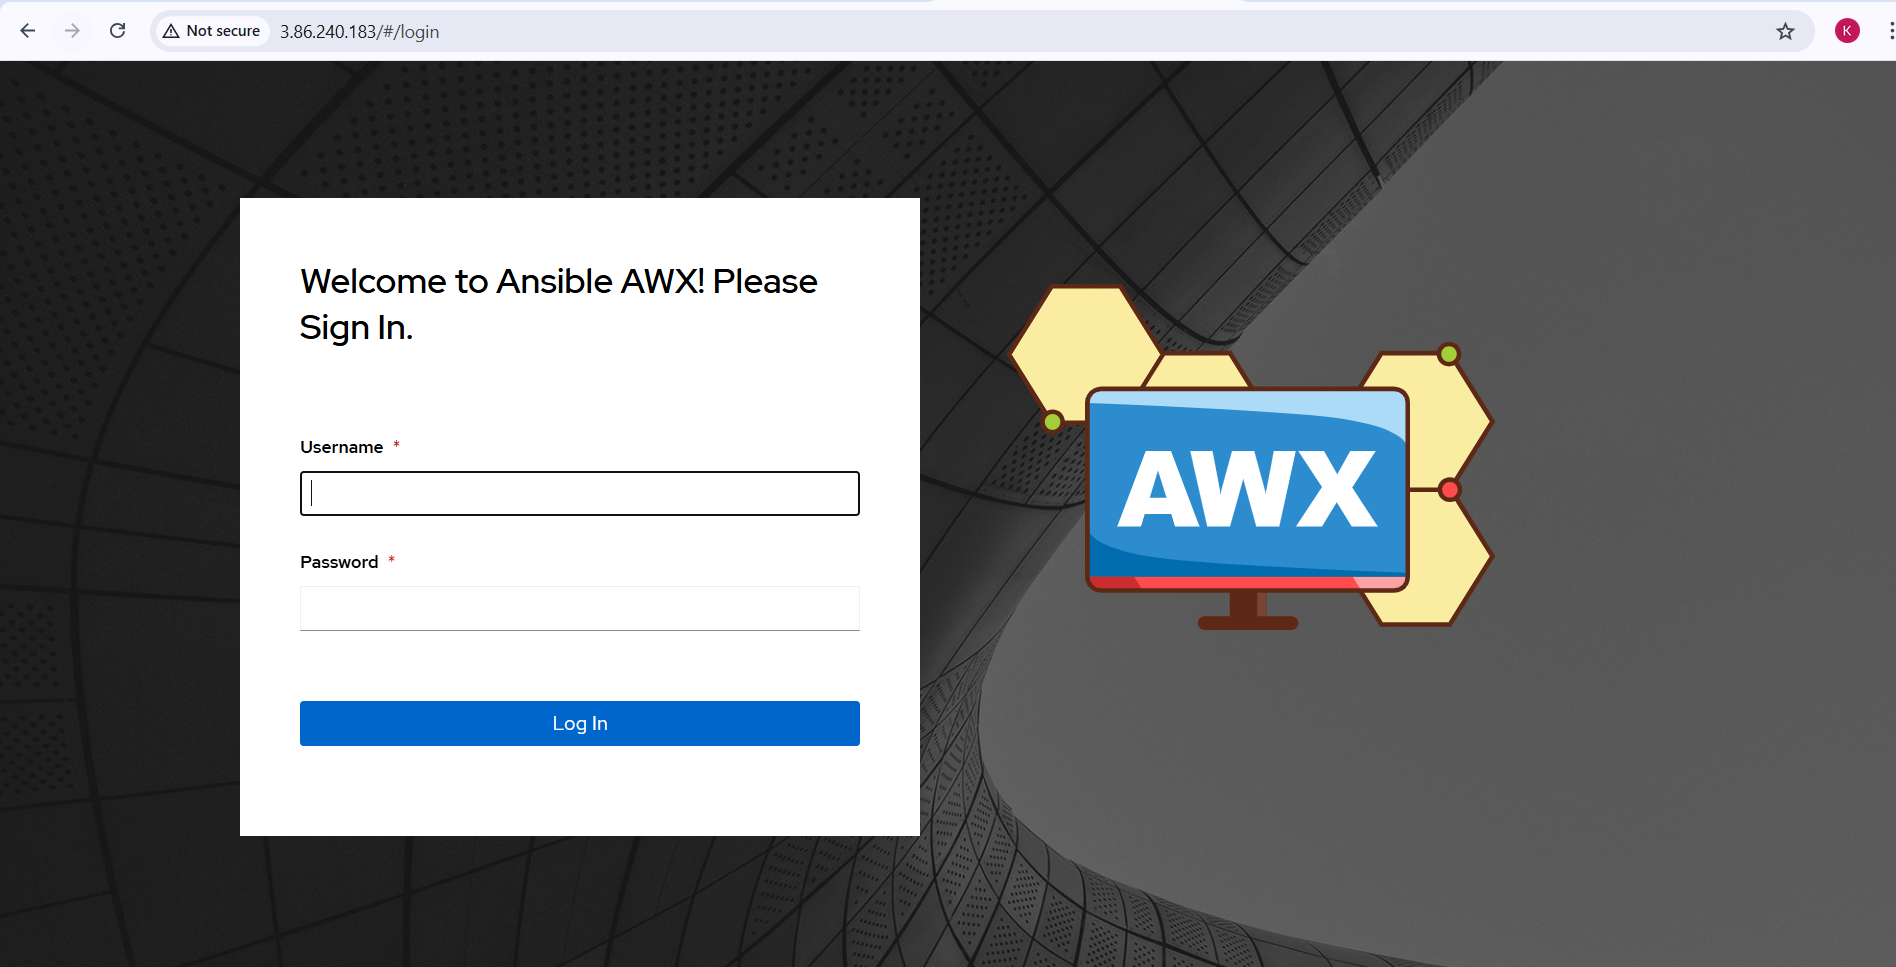 Not secure
3.86.240.183/#/login
K
Welcome to Ansible AWX! Please
Sign In.
Username *
Password *
Log In
AWX